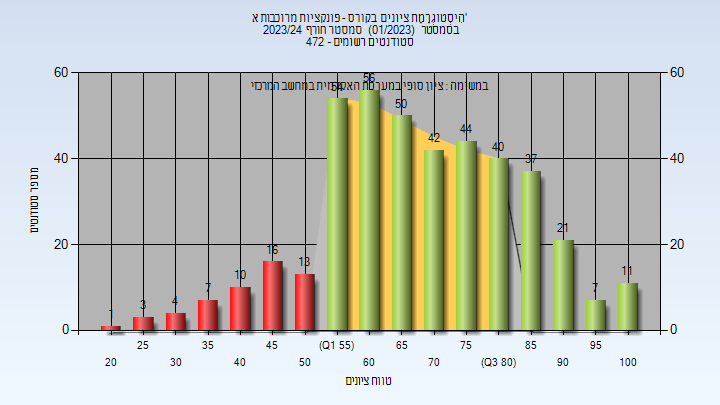 הִיסְטוֹגְרַמַת ציונים בקורס - פונקציות מרוכבות א'
בסמסטר (01/2023) סמסטר חורף 2023/24
סטודנטים רשומים - 472
במשימה : ציון סופי במערכת האקדמית במחשב המרכזי
מספר סטודנטים
60 60
40 40
20 20
0 0
1 3 4 7 10 16 13 54 56 50 42 44 40 37 21 7 11
25 35 45 (Q1 55) 65 75 85 95
20 30 40 50 60 70 (Q3 80) 90 100
טווח ציונים